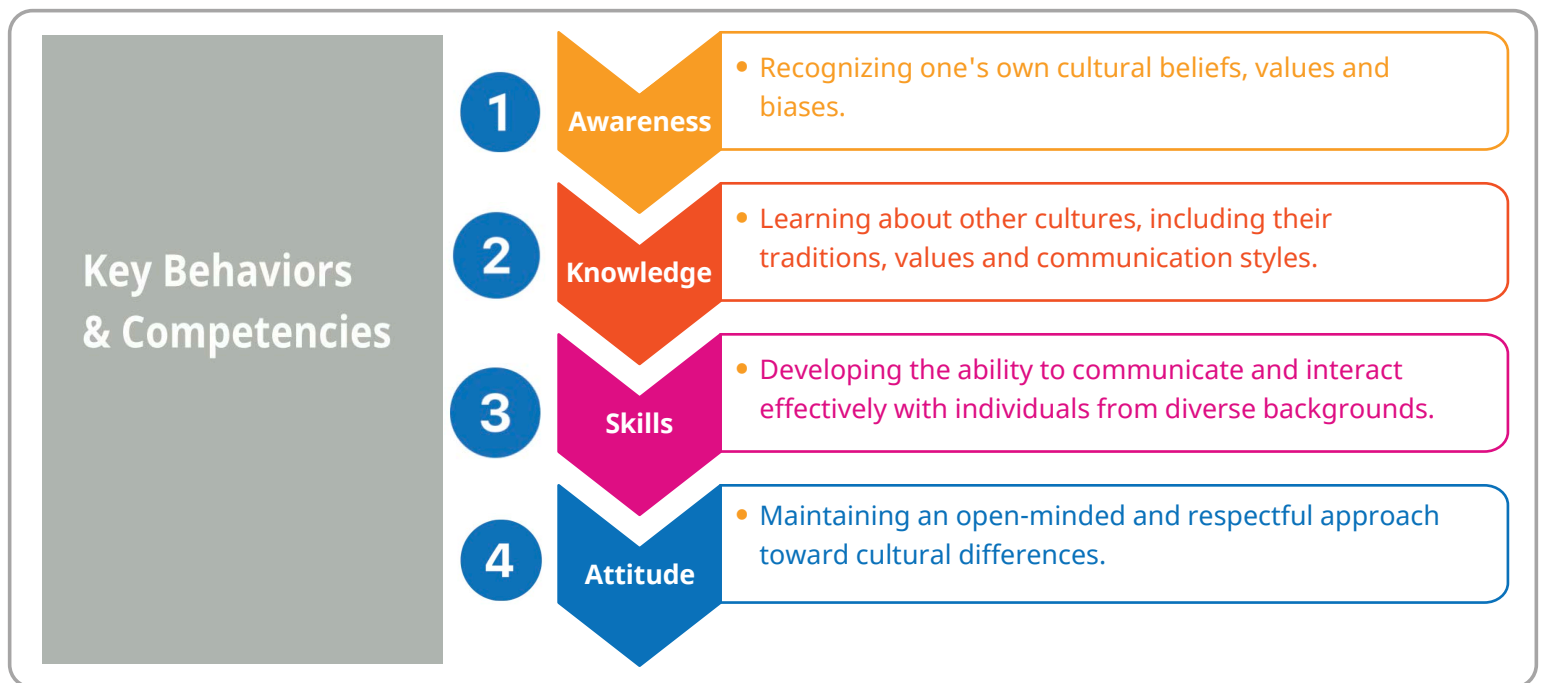 Key Behaviors
& Competencies
1
Awareness
• Recognizing one's own cultural beliefs, values and
biases.
2
Knowledge
• Learning about other cultures, including their
traditions, values and communication styles.
3
Skills
• Developing the ability to communicate and interact
effectively with individuals from diverse backgrounds.
4
Attitude
• Maintaining an open-minded and respectful approach
toward cultural differences.